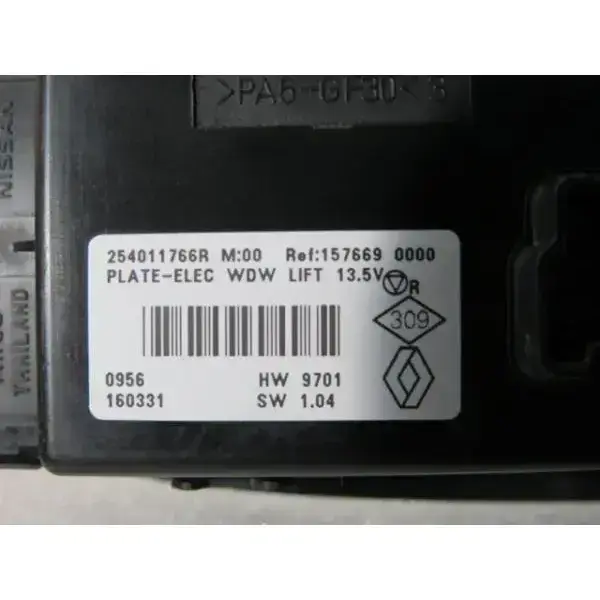 >PA6-GF30<
NISSAN
THAILAND
254011766R M:00 Ref:157669 0000
PLATE-ELEC WDW LIFT 13.5V
R
309
0956 HW 9701
160331 SW 1.04